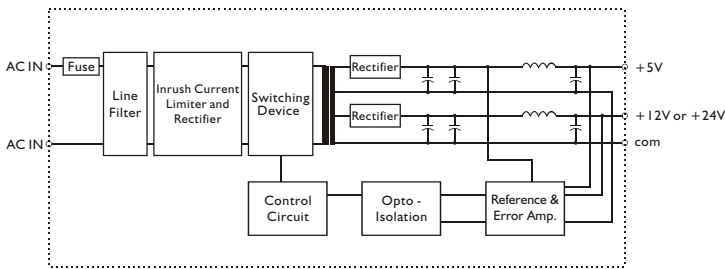 AC IN
Fuse
Line
Filter
Inrush Current
Limiter and
Rectifier
Switching
Device
Rectifier
+5V
Rectifier
+12V or +24V
AC IN
com
Control
Circuit
Opto -
Isolation
Reference &
Error Amp.